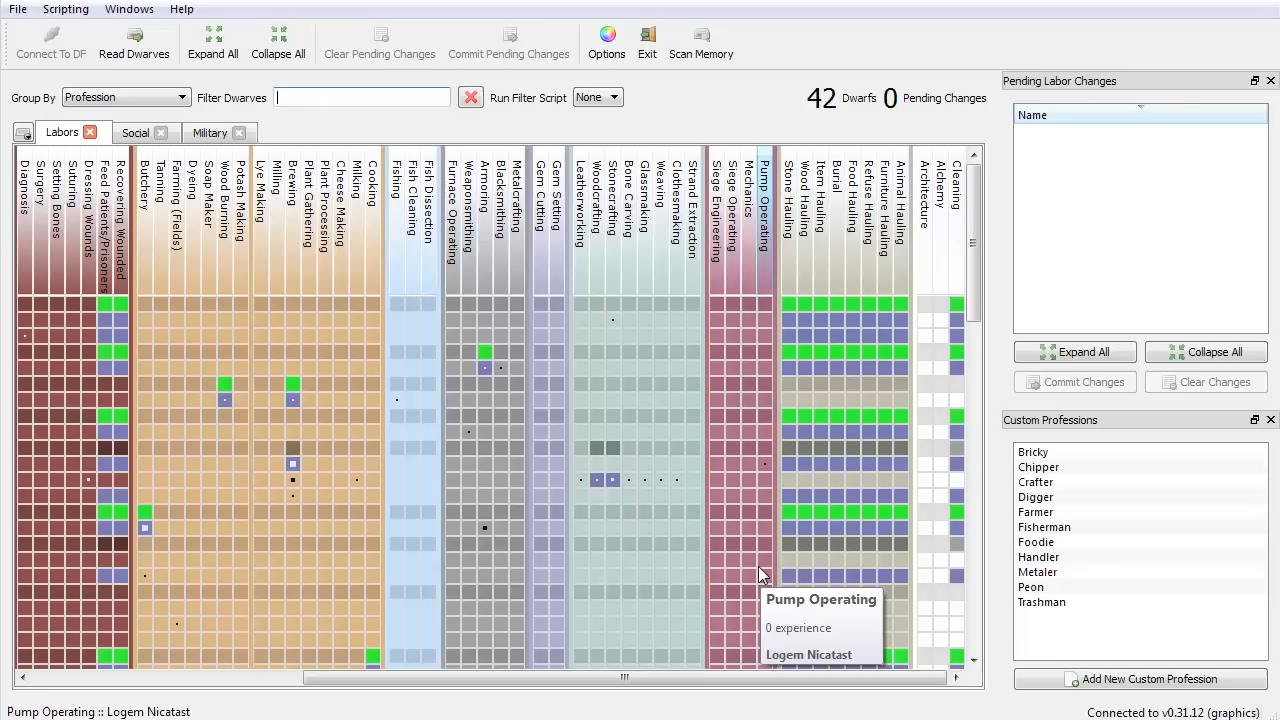 File Scripting Windows Help
Connect To DF Read Dwarves Expand All Collapse All Clear Pending Changes Commit Pending Changes Options Exit Scan Memory
Group By Profession Filter Dwarves Run Filter Script None 42 Dwarfs 0 Pending Changes
Labors Social Military
Diagnosis
Surgery
Setting Bones
Suturing
Dressing Wounds
Feed Patients/Prisoners
Recovering Wounded
Butchery
Tanning
Farming (Fields)
Dyeing
Soap Maker
Wood Burning
Potash Making
Lye Making
Milling
Brewing
Plant Gathering
Plant Processing
Cheese Making
Milking
Cooking
Fishing
Fish Cleaning
Fish Dissection
Furnace Operating
Weaponsmithing
Armoring
Blacksmithing
Metalcrafting
Gem Cutting
Gem Setting
Leatherworking
Woodcrafting
Stonecrafting
Bone Carving
Glassmaking
Weaving
Clothesmaking
Strand Extraction
Siege Engineering
Siege Operating
Mechanics
Pump Operating
Stone Hauling
Wood Hauling
Item Hauling
Burial
Food Hauling
Refuse Hauling
Furniture Hauling
Animal Hauling
Architecture
Alchemy
Cleaning
Pump Operating
0 experience
Logem Nicatast
Pending Labor Changes
Name
Expand All Collapse All
Commit Changes Clear Changes
Custom Professions
Bricky
Chipper
Crafter
Digger
Farmer
Fisherman
Foodie
Handler
Metaler
Peon
Trashman
Add New Custom Profession
Pump Operating :: Logem Nicatast Connected to v0.31.12 (graphics)